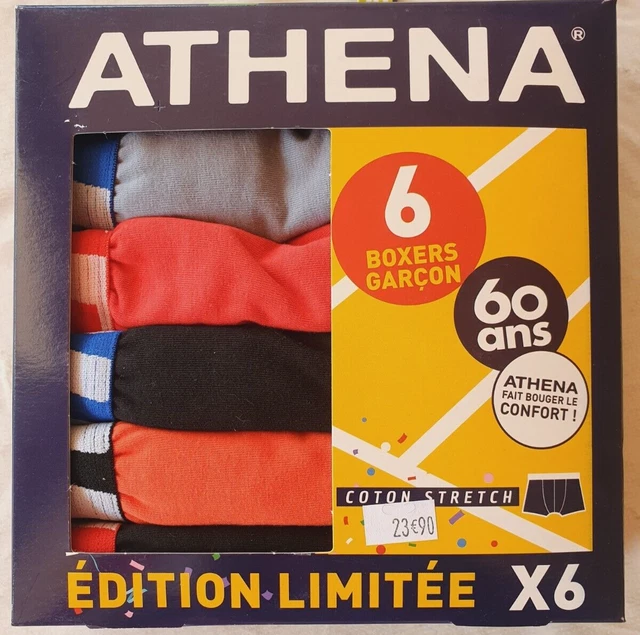 ATHENA®
6
BOXERS
GARÇON
60
ans
ATHENA
FAIT BOUGER LE
CONFORT !
COTON STRETCH
23€90
ÉDITION LIMITÉE X6